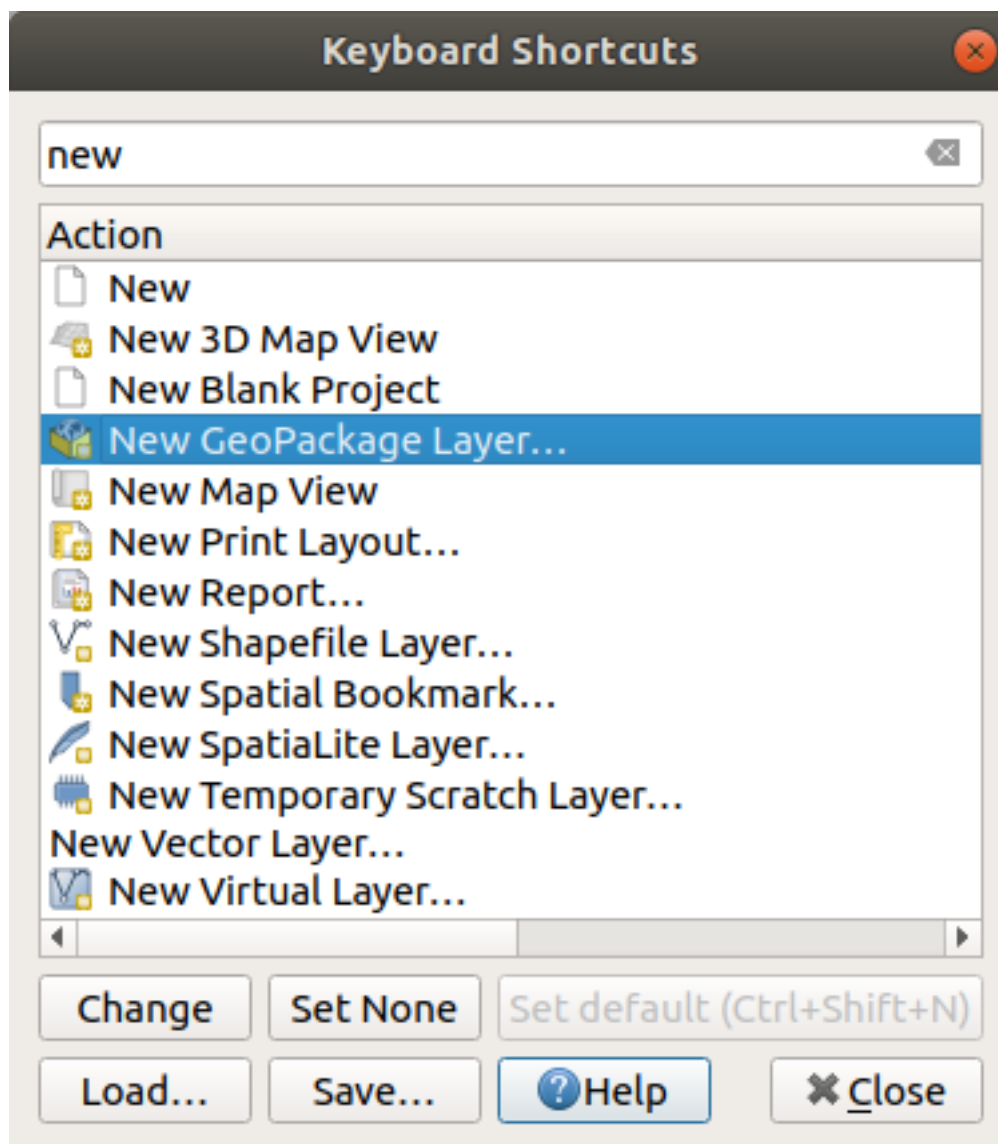 Keyboard Shortcuts
new
Action
New
New 3D Map View
New Blank Project
New GeoPackage Layer…
New Map View
New Print Layout…
New Report…
New Shapefile Layer…
New Spatial Bookmark…
New SpatiaLite Layer…
New Temporary Scratch Layer…
New Vector Layer…
New Virtual Layer…
Change Set None Set default (Ctrl+Shift+N)
Load… Save… Help Close